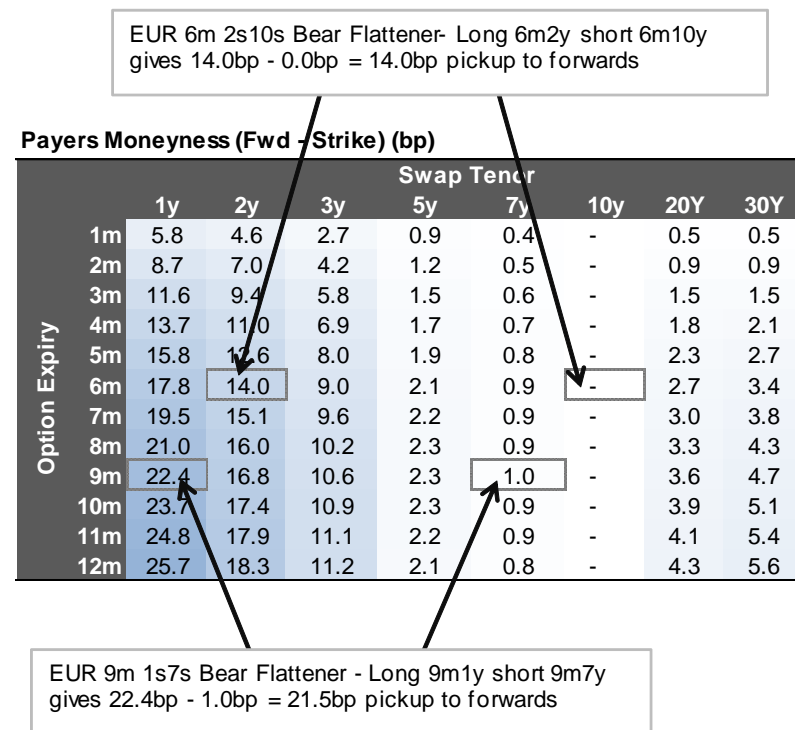 EUR 6m 2s10s Bear Flattener- Long 6m2y short 6m10y
gives 14.0bp - 0.0bp = 14.0bp pickup to forwards
Payers Moneyness (Fwd - Strike) (bp)
Swap Tenor
1y 2y 3y 5y 7y 10y 20Y 30Y
Option Expiry
1m 5.8 4.6 2.7 0.9 0.4 - 0.5 0.5
2m 8.7 7.0 4.2 1.2 0.5 - 0.9 0.9
3m 11.6 9.4 5.8 1.5 0.6 - 1.5 1.5
4m 13.7 11.0 6.9 1.7 0.7 - 1.8 2.1
5m 15.8 12.6 8.0 1.9 0.8 - 2.3 2.7
6m 17.8 14.0 9.0 2.1 0.9 - 2.7 3.4
7m 19.5 15.1 9.6 2.2 0.9 - 3.0 3.8
8m 21.0 16.0 10.2 2.3 0.9 - 3.3 4.3
9m 22.4 16.8 10.6 2.3 1.0 - 3.6 4.7
10m 23.7 17.4 10.9 2.3 0.9 - 3.9 5.1
11m 24.8 17.9 11.1 2.2 0.9 - 4.1 5.4
12m 25.7 18.3 11.2 2.1 0.8 - 4.3 5.6
EUR 9m 1s7s Bear Flattener - Long 9m1y short 9m7y
gives 22.4bp - 1.0bp = 21.5bp pickup to forwards